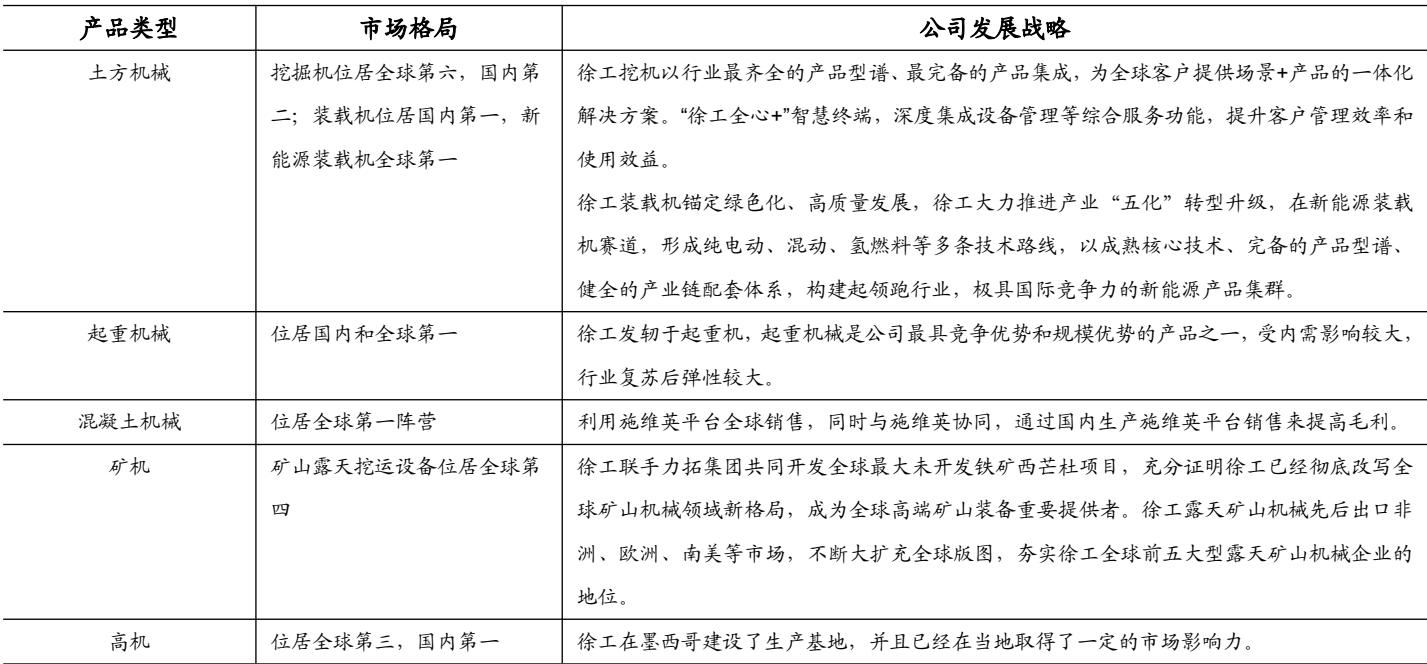 产品类型 市场格局 公司发展战略
土方机械 挖掘机位居全球第六，国内第 徐工挖机以行业最齐全的产品型谱、最完备的产品集成，为全球客户提供场景+产品的一体化
二；装载机位居国内第一，新 解决方案。“徐工全心+”智慧终端，深度集成设备管理等综合服务功能，提升客户管理效率和
能源装载机全球第一 使用效益。
徐工装载机锚定绿色化、高质量发展，徐工大力推进产业“五化”转型升级，在新能源装载
机赛道，形成纯电动、混动、氢燃料等多条技术路线，以成熟核心技术、完备的产品型谱、
健全的产业链配套体系，构建起领跑行业，极具国际竞争力的新能源产品集群。
起重机械 位居国内和全球第一 徐工发轫于起重机，起重机械是公司最具竞争优势和规模优势的产品之一，受内需影响较大，
行业复苏后弹性较大。
混凝土机械 位居全球第一阵营 利用施维英平台全球销售，同时与施维英协同，通过国内生产施维英平台销售来提高毛利。
矿机 矿山露天挖运设备位居全球第 徐工联手力拓集团共同开发全球最大未开发铁矿西芒杜项目，充分证明徐工已经彻底改写全
四 球矿山机械领域新格局，成为全球高端矿山装备重要提供者。徐工露天矿山机械先后出口非
洲、欧洲、南美等市场，不断大扩充全球版图，夯实徐工全球前五大型露天矿山机械企业的
地位。
高机 位居全球第三，国内第一 徐工在墨西哥建设了生产基地，并且已经在当地取得了一定的市场影响力。